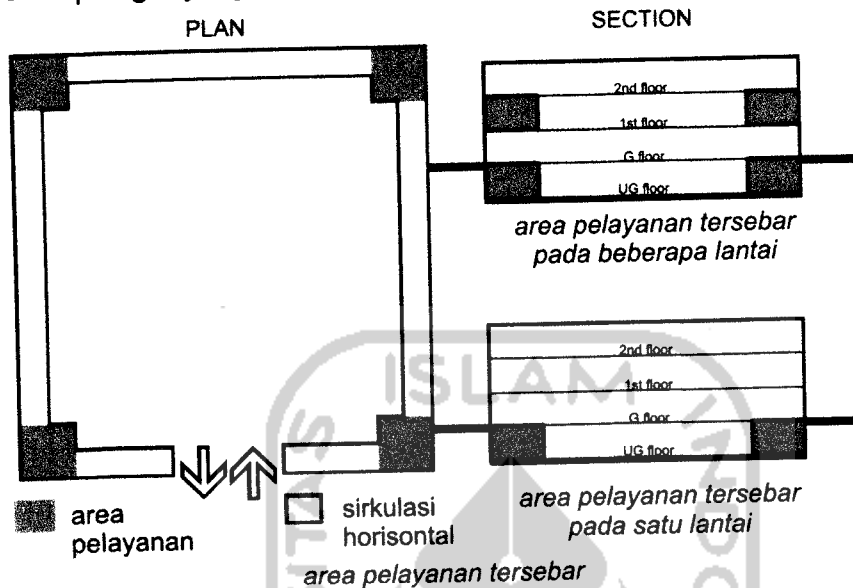 PLAN
SECTION
2nd floor
1st floor
G floor
UG floor
area pelayanan tersebar
pada beberapa lantai
2nd floor
1st floor
G floor
UG floor
area pelayanan tersebar
pada satu lantai
area
pelayanan
sirkulasi
horisontal
area pelayanan tersebar
ISLAM